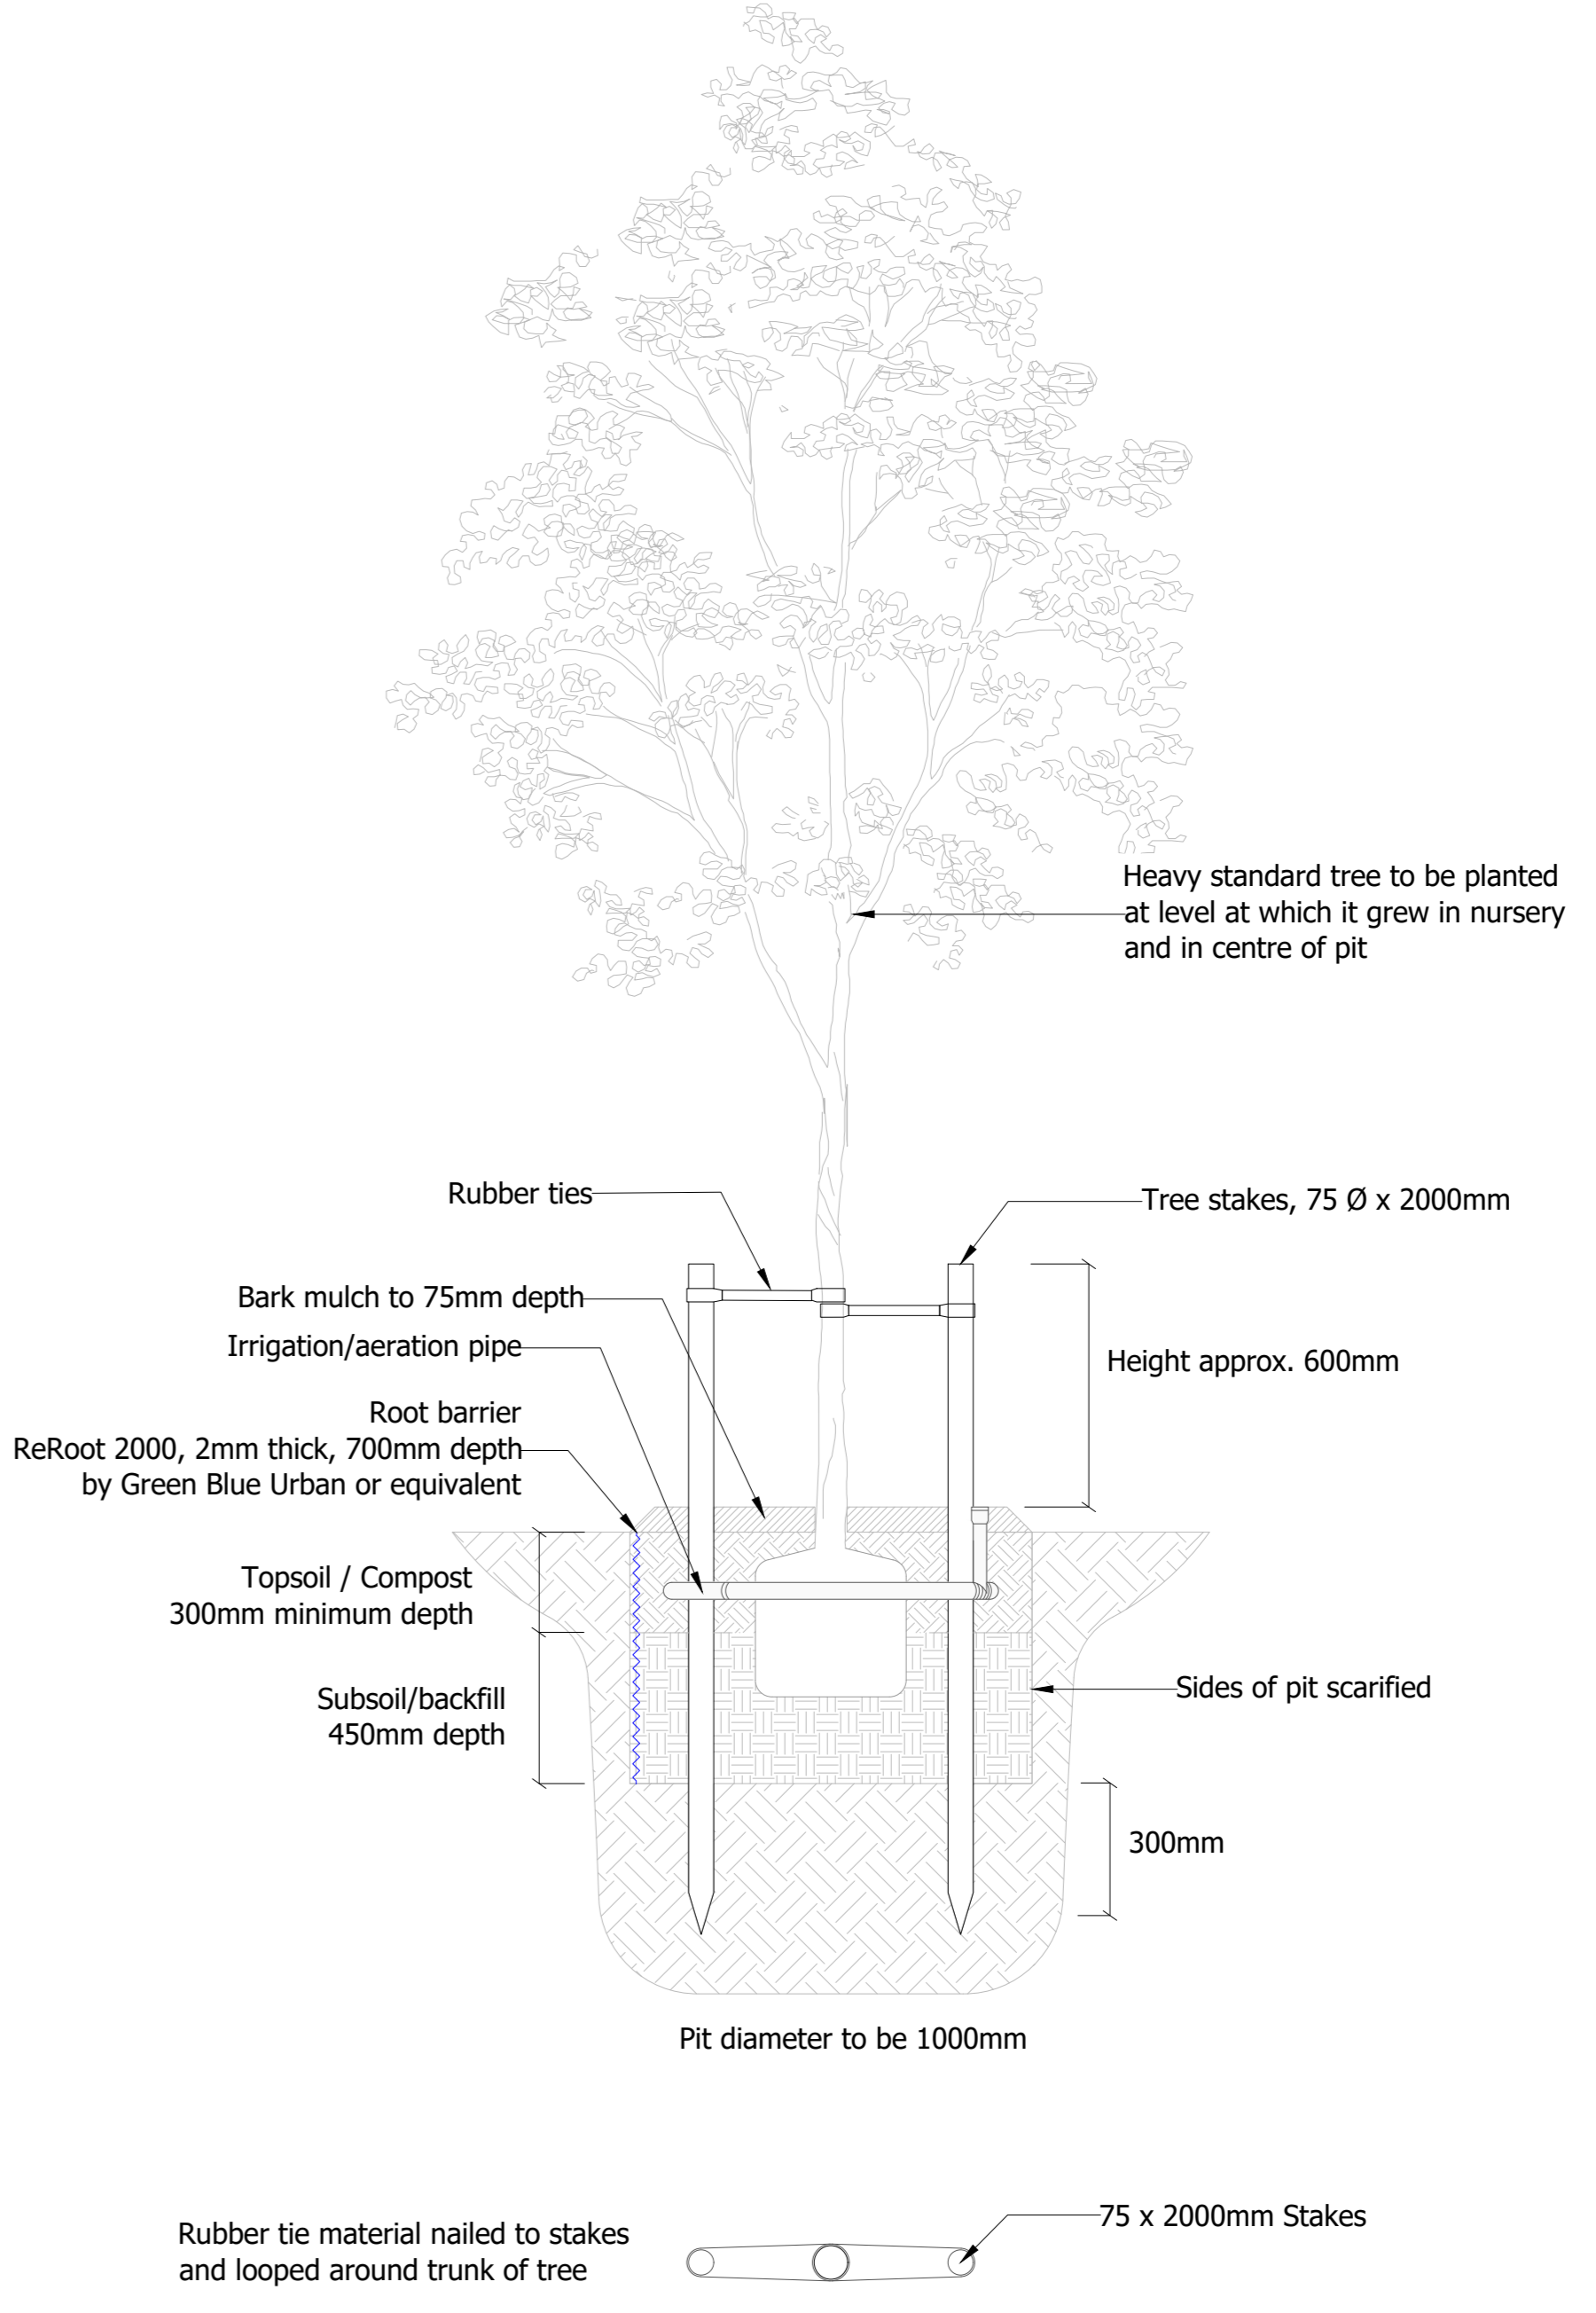 Heavy standard tree to be planted
at level at which it grew in nursery
and in centre of pit
Rubber ties
Tree stakes, 75 Ø x 2000mm
Bark mulch to 75mm depth
Irrigation/aeration pipe
Height approx. 600mm
Root barrier
ReRoot 2000, 2mm thick, 700mm depth
by Green Blue Urban or equivalent
Topsoil / Compost
300mm minimum depth
Sides of pit scarified
Subsoil/backfill
450mm depth
300mm
Pit diameter to be 1000mm
75 x 2000mm Stakes
Rubber tie material nailed to stakes
and looped around trunk of tree